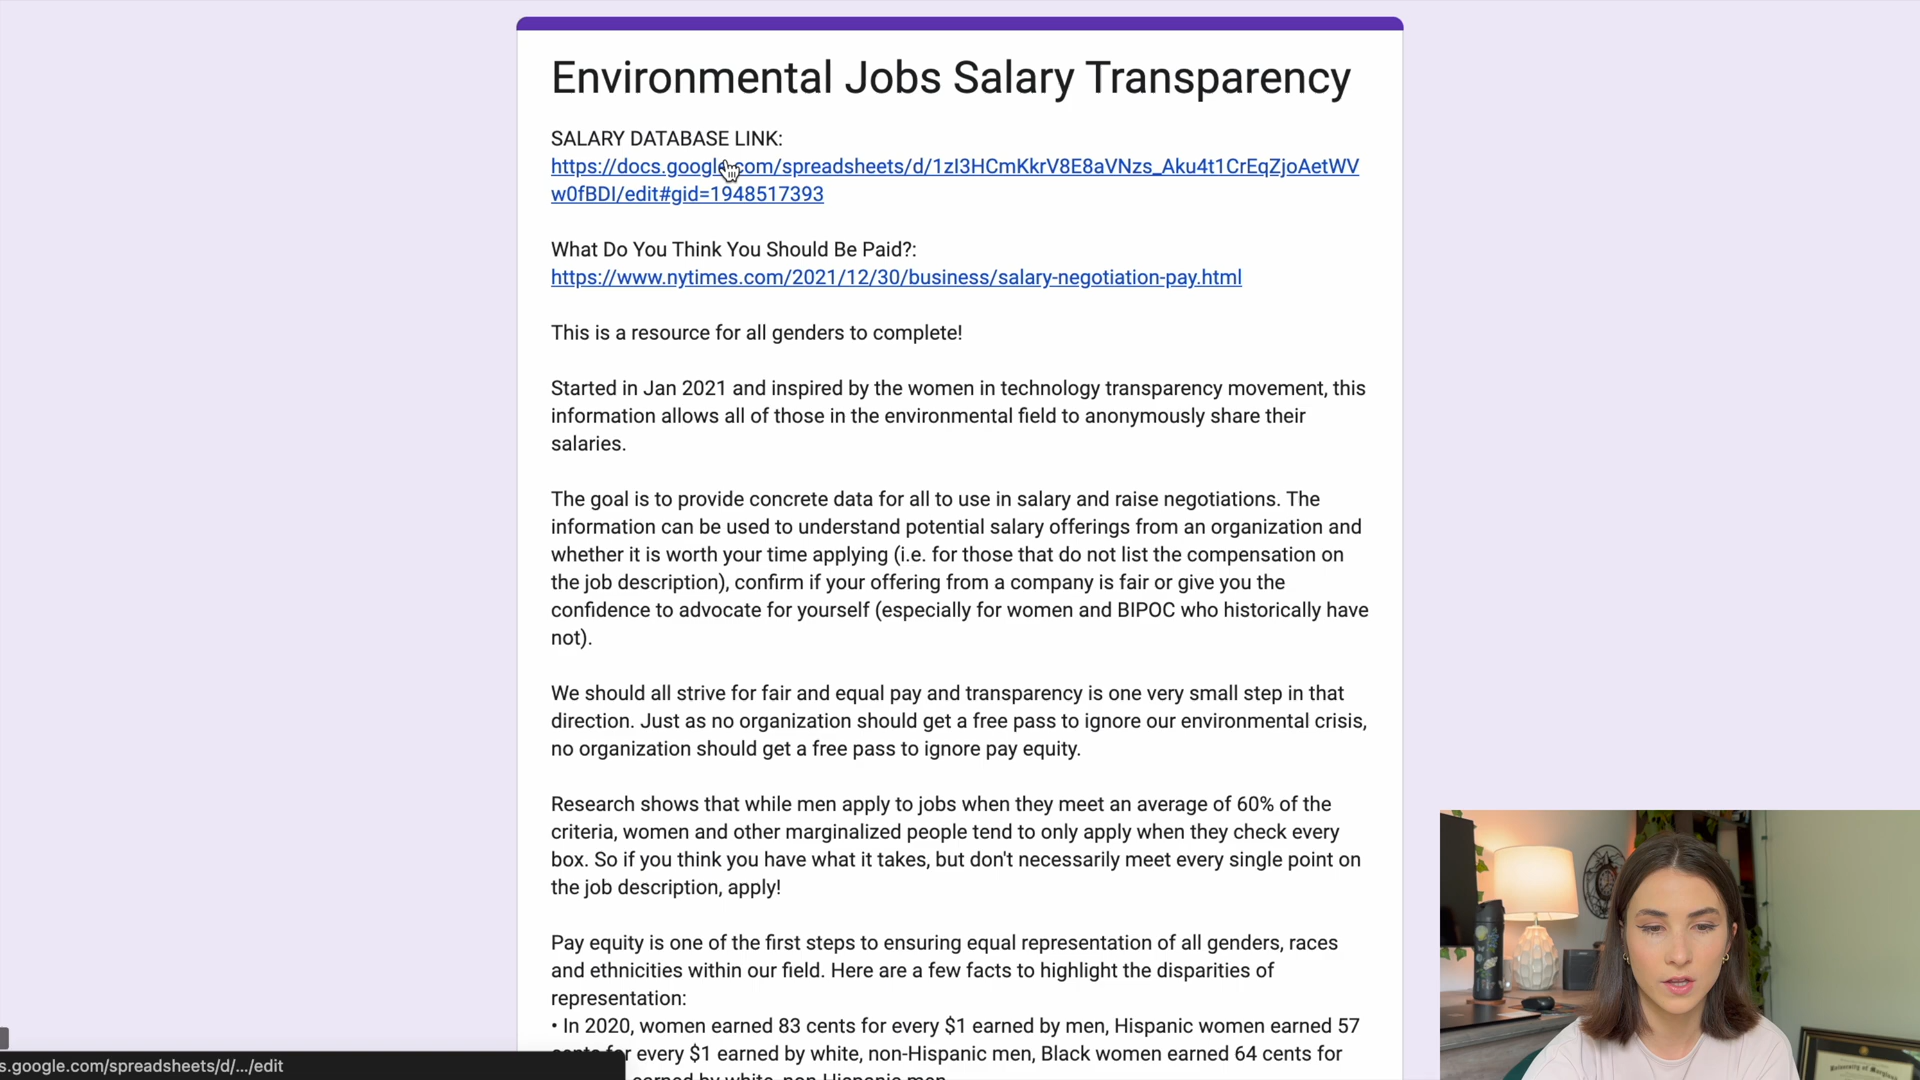 Environmental Jobs Salary Transparency
SALARY DATABASE LINK:
https://docs.google.com/spreadsheets/d/1zI3HCmKkrV8E8aVNzs_Aku4t1CrEqZjoAetWV
w0fBDI/edit#gid=1948517393
What Do You Think You Should Be Paid?:
https://www.nytimes.com/2021/12/30/business/salary-negotiation-pay.html
This is a resource for all genders to complete!
Started in Jan 2021 and inspired by the women in technology transparency movement, this
information allows all of those in the environmental field to anonymously share their
salaries.
The goal is to provide concrete data for all to use in salary and raise negotiations. The
information can be used to understand potential salary offerings from an organization and
whether it is worth your time applying (i.e. for those that do not list the compensation on
the job description), confirm if your offering from a company is fair or give you the
confidence to advocate for yourself (especially for women and BIPOC who historically have
not).
We should all strive for fair and equal pay and transparency is one very small step in that
direction. Just as no organization should get a free pass to ignore our environmental crisis,
no organization should get a free pass to ignore pay equity.
Research shows that while men apply to jobs when they meet an average of 60% of the
criteria, women and other marginalized people tend to only apply when they check every
box. So if you think you have what it takes, but don't necessarily meet every single point on
the job description, apply!
Pay equity is one of the first steps to ensuring equal representation of all genders, races
and ethnicities within our field. Here are a few facts to highlight the disparities of
representation:
• In 2020, women earned 83 cents for every $1 earned by men, Hispanic women earned 57
cents for every $1 earned by white, non-Hispanic men, Black women earned 64 cents for
earned by white, non-Hispanic men
s.google.com/spreadsheets/d/.../edit
University of Maryland